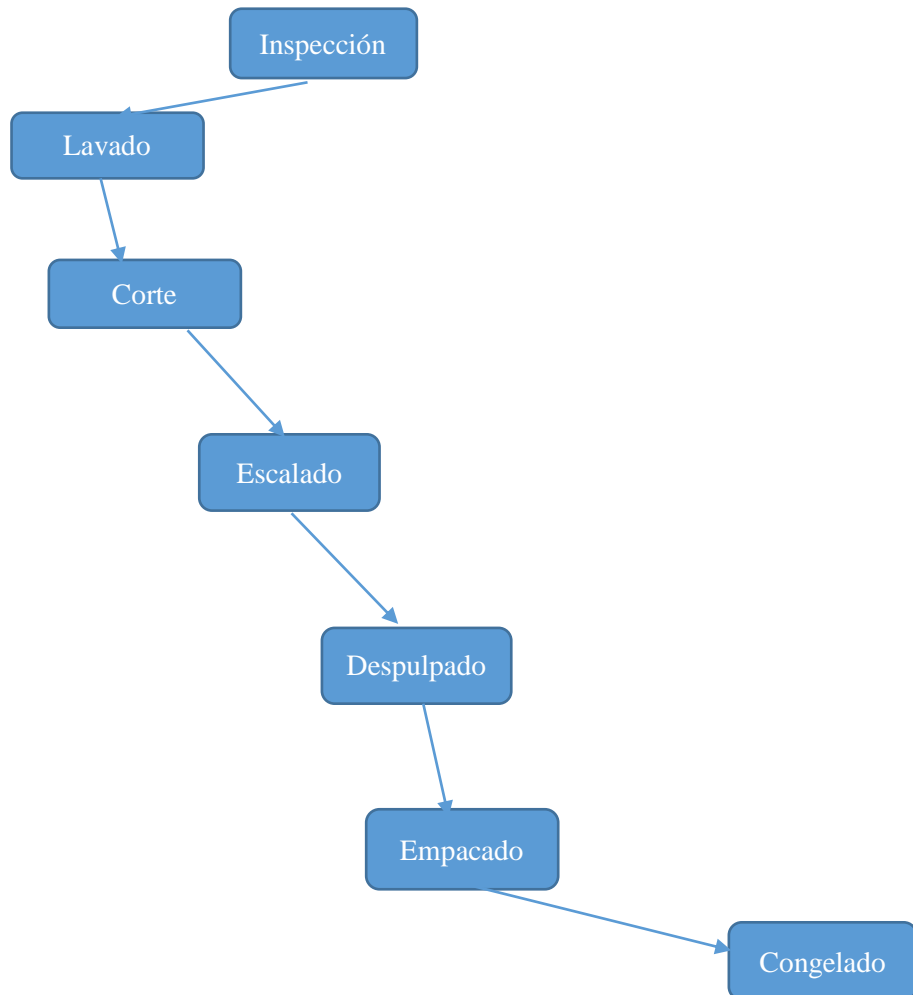 Inspección
Lavado
Corte
Escalado
Despulpado
Empacado
Congelado